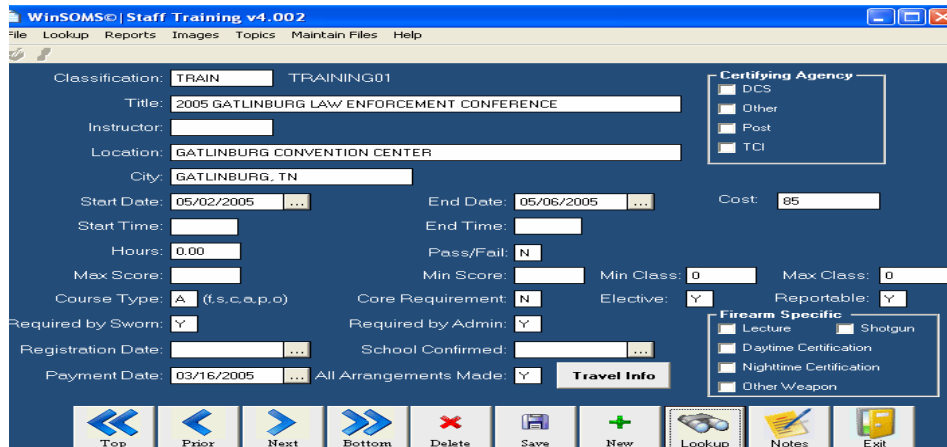 WinSOMS© | Staff Training v4.002
File Lookup Reports Images Topics Maintain Files Help
Classification: TRAIN TRAINING01
Certifying Agency
DCS
Title: 2005 GATLINBURG LAW ENFORCEMENT CONFERENCE
Other
Instructor:
Post
Location: GATLINBURG CONVENTION CENTER
TCI
City: GATLINBURG, TN
Start Date: 05/02/2005 ... End Date: 05/06/2005 ... Cost: 85
Start Time: End Time:
Hours: 0.00 Pass/Fail: N
Max Score: Min Score: Min Class: 0 Max Class: 0
Course Type: A (f,s,c,a,p,o) Core Requirement N Elective: Y Reportable: Y
Required by Sworn: Y Required by Admin: Y
Firearm Specific
Lecture Shotgun
Registration Date: ... School Confirmed: ...
Daytime Certification
Nighttime Certification
Payment Date: 03/16/2005 ... All Arrangements Made: Y Travel Info
Other Weapon
Top Prior Next Bottom Delete Save New Lookup Notes Exit